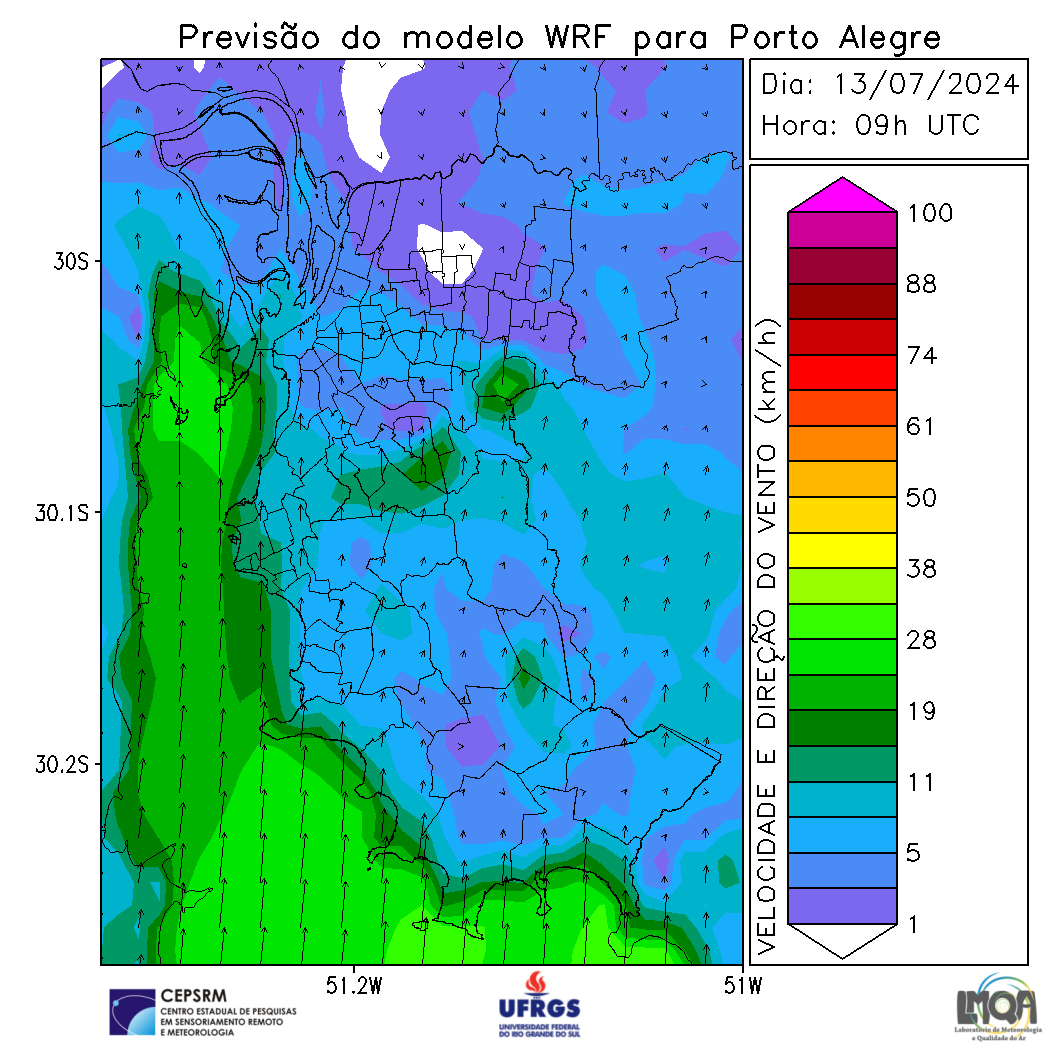 Previsão do modelo WRF para Porto Alegre
Dia: 13/07/2024
Hora: 09h UTC
30S
30.1S
30.2S
51.2W
51W
VELOCIDADE E DIREÇÃO DO VENTO (km/h)
100
88
74
61
50
38
28
19
11
5
1
CEPSRM
CENTRO ESTADUAL DE PESQUISAS
EM SENSORIAMENTO REMOTO
E METEOROLOGIA
UFRGS
UNIVERSIDADE FEDERAL
DO RIO GRANDE DO SUL
LMQA
Laboratório de Meteorologia
e Qualidade do Ar